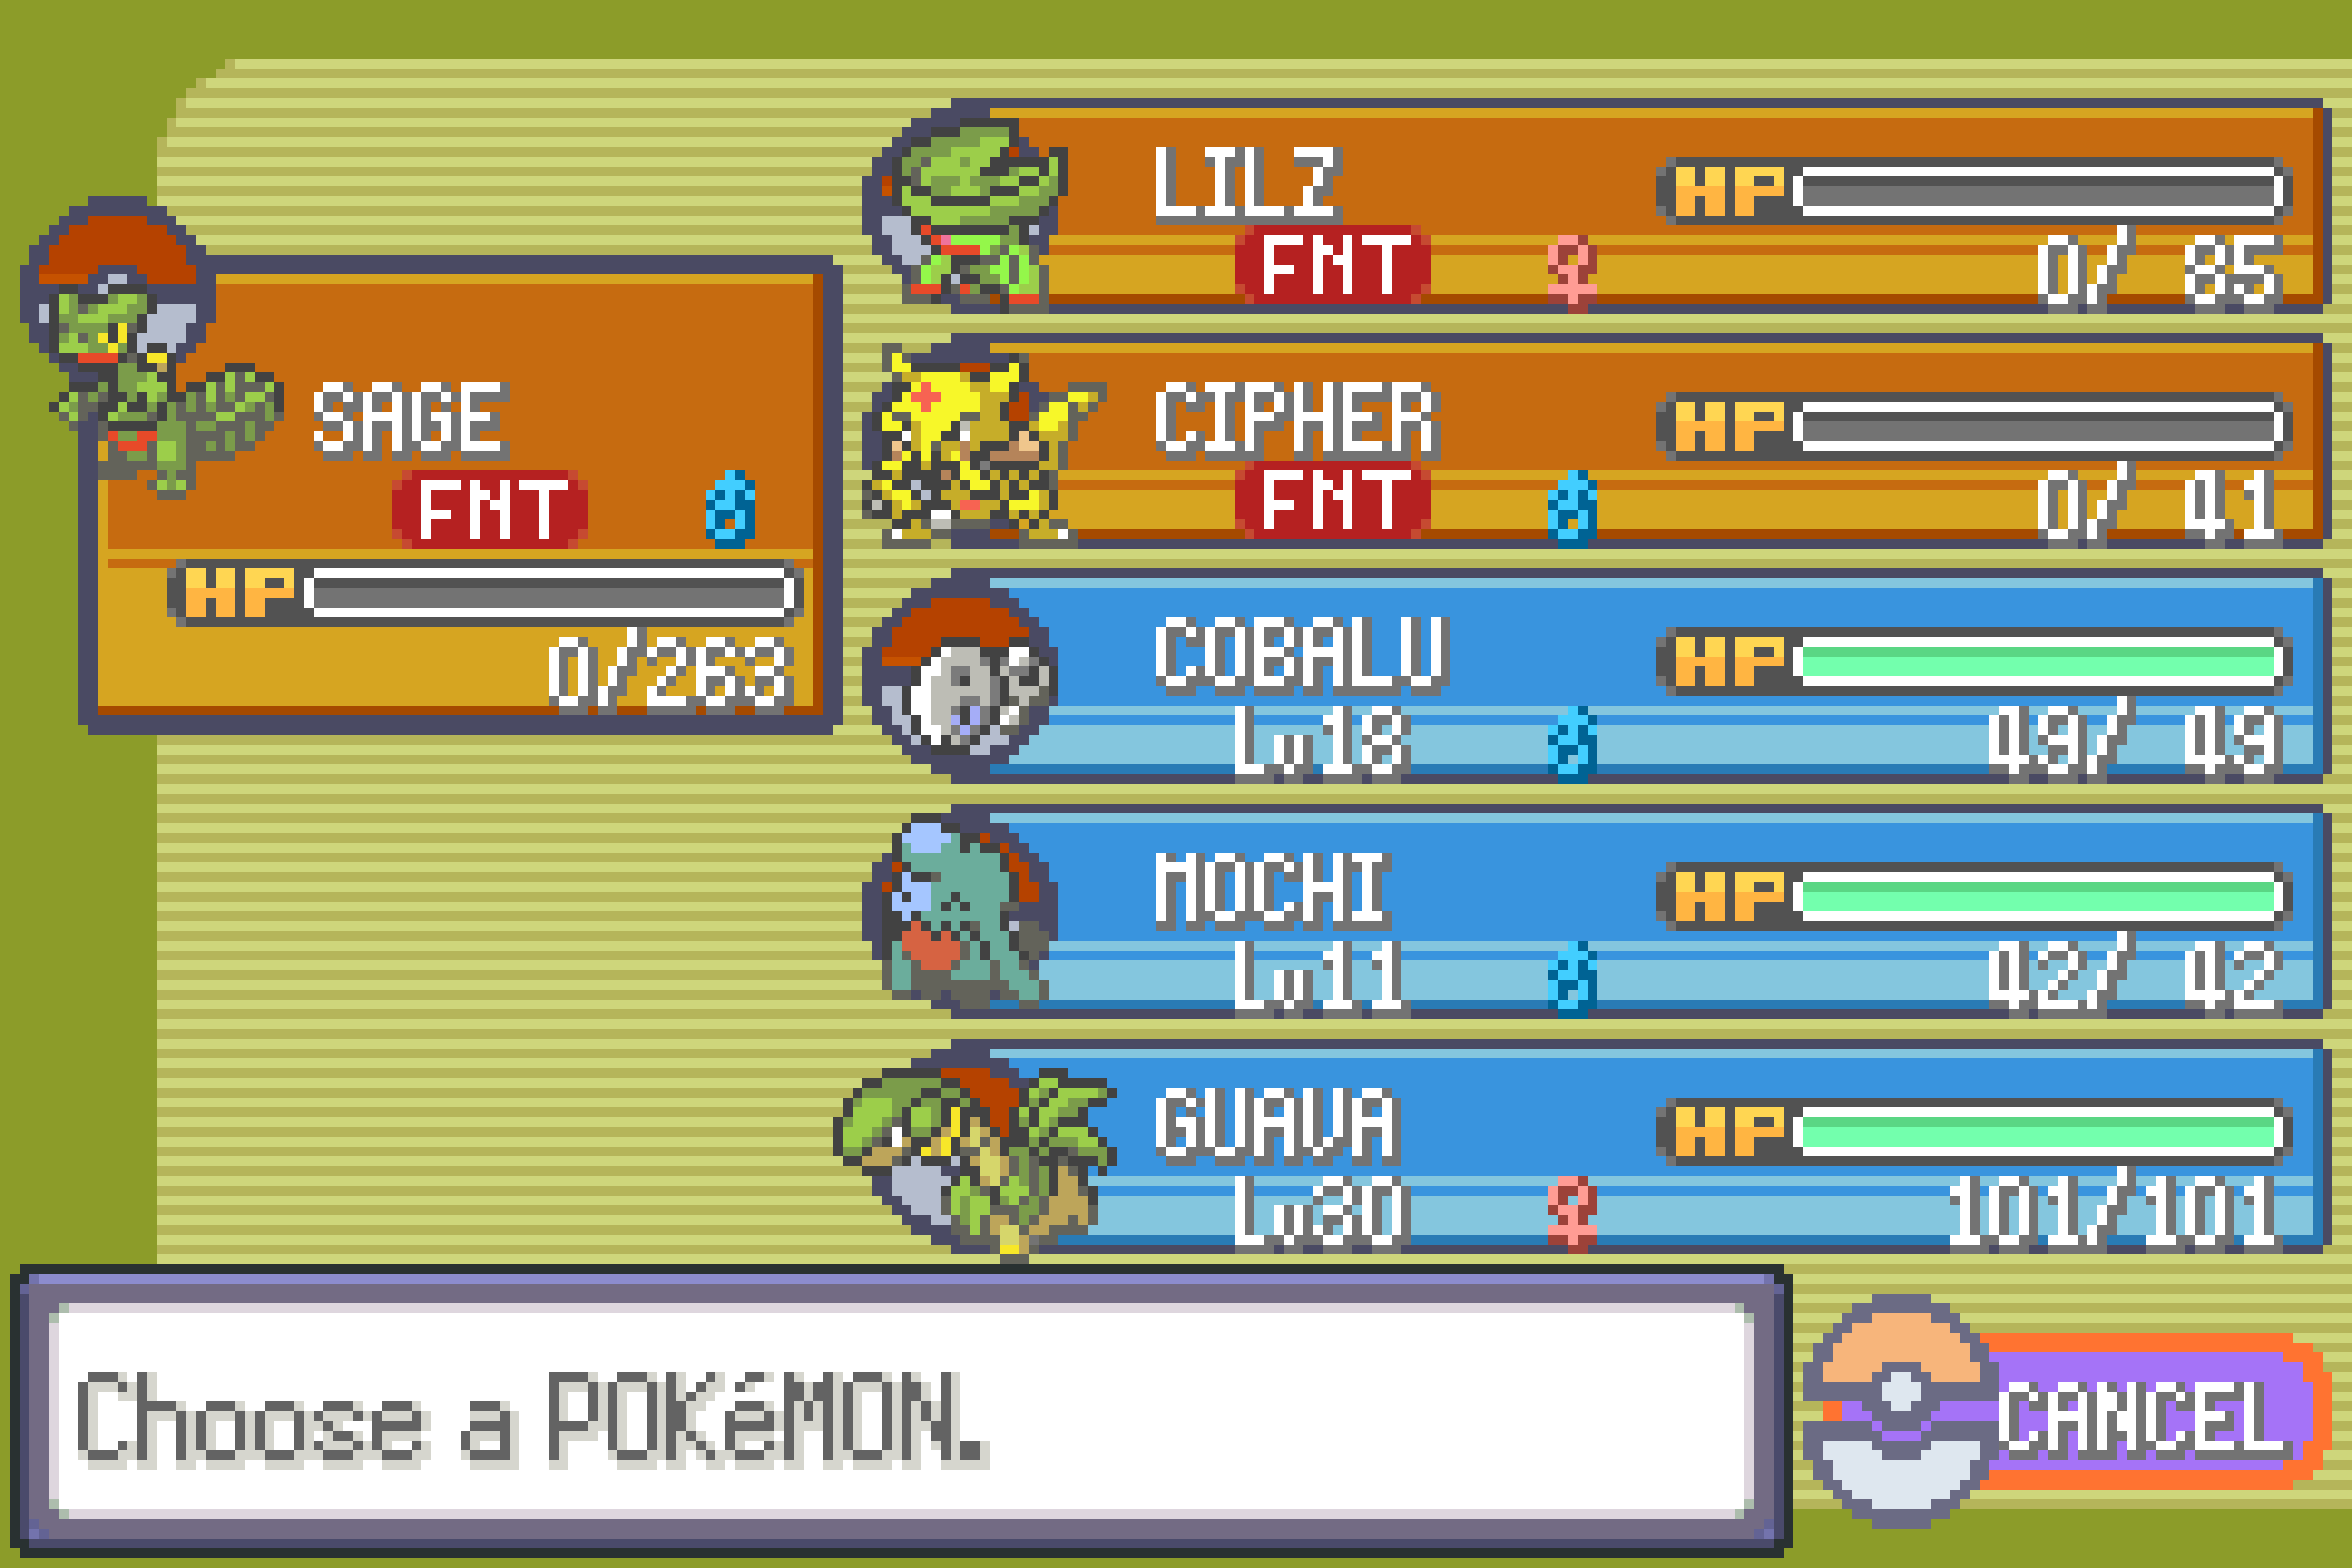 SAGE
FNT ♂
HP
0/263
LILZ
HP
FNT ♀ 0/ 85
CIPHER
HP
FNT ♂ 0/ 41
COBALU
HP
Lv18 ♂ 49/ 49
MOCHI
HP
Lv11 ♂ 42/ 42
GUAVA
HP
Lv30 ♀ 101/101
Choose a POKéMON.
CANCEL